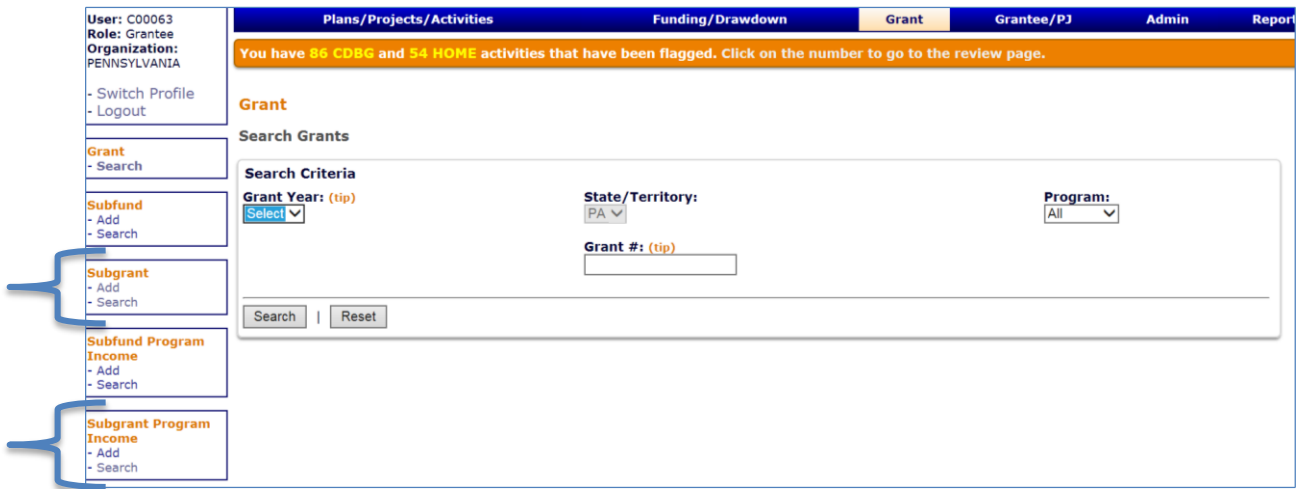 User: C00063
Role: Grantee
Organization:
PENNSYLVANIA
- Switch Profile
- Logout
Grant
- Search
Subfund
- Add
- Search
Subgrant
- Add
- Search
Subfund Program
Income
- Add
- Search
Subgrant Program
Income
- Add
- Search
Plans/Projects/Activities Funding/Drawdown Grant Grantee/PJ Admin Report
You have 86 CDBG and 54 HOME activities that have been flagged. Click on the number to go to the review page.
Grant
Search Grants
Search Criteria
Grant Year: (tip) State/Territory: Program:
Select PA All
Grant #: (tip)
Search | Reset